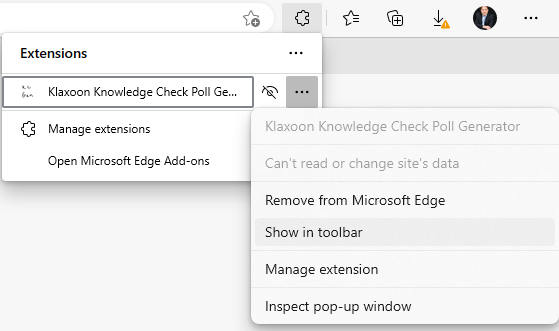 Extensions
Klaxoon Knowledge Check Poll Ge...
Manage extensions
Open Microsoft Edge Add-ons
Klaxoon Knowledge Check Poll Generator
Can't read or change site's data
Remove from Microsoft Edge
Show in toolbar
Manage extension
Inspect pop-up window